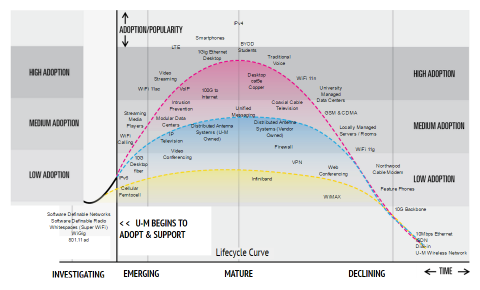 IPv4
ADOPTION/POPULARITY
Smartphones
LTE
BYOD
Students
1Gig Ethernet
Desktop
Traditional
Voice
HIGH ADOPTION
HIGH ADOPTION
Video
Streaming
Desktop
cat5e
Copper
WiFi 11n
WiFi 11ac
VoIP
100G to
Internet
University
Managed
Data Centers
Intrusion
Prevention
Coaxial Cable
Television
Streaming
Media
Players
Unified
Messaging
GSM & CDMA
MEDIUM ADOPTION
Modular Data
Centers
Distributed Antenna
Systems (U-M
Owned)
Distributed Antenna
Systems (Vendor
Owned)
Locally Managed
Servers / Rooms
MEDIUM ADOPTION
WiFi
Calling
IP
Television
Firewall
WiFi 11g
Video
Conferencing
10G
Desktop
Fiber
VPN
Web
Conferencing
Northwood
Cable Modem
LOW ADOPTION
IPv6
Infiniband
LOW ADOPTION
Cellular
Femtocell
Feature Phones
WiMAX
10G Backbone
Software Definable Networks
Software Definable Radio
Whitespaces (Super WiFi)
WiGig
801.11ad
<< U-M BEGINS TO
ADOPT & SUPPORT
10Mbps Ethernet
ISDN
Dial-in
U-M Wireless Network
Lifecycle Curve
INVESTIGATING
EMERGING
MATURE
DECLINING
TIME